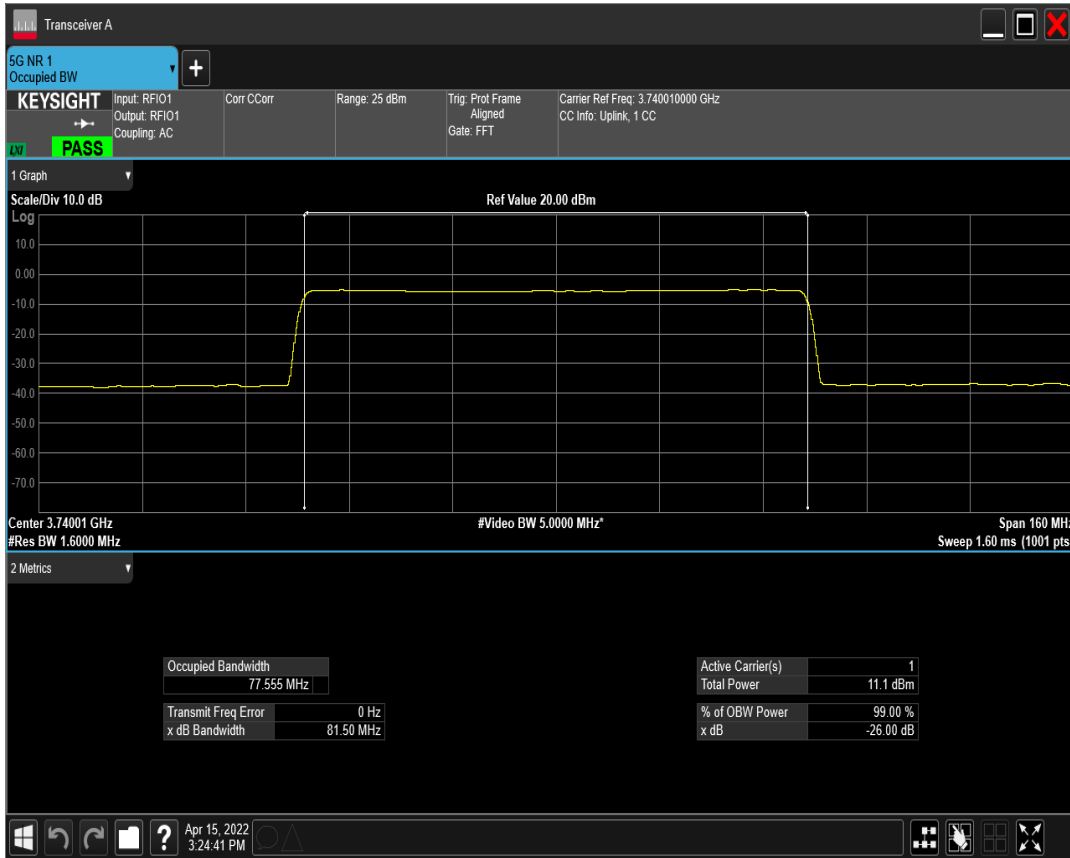 Transceiver A
5G NR 1
Occupied BW
KEYSIGHT
LXI
PASS
Input: RFIO1
Output: RFIO1
Coupling: AC
Corr CCorr
Range: 25 dBm
Trig: Prot Frame
Aligned
Gate: FFT
Carrier Ref Freq: 3.740010000 GHz
CC Info: Uplink, 1 CC
1 Graph
Scale/Div 10.0 dB
Ref Value 20.00 dBm
Log
10.0
0.00
-10.0
-20.0
-30.0
-40.0
-50.0
-60.0
-70.0
Center 3.74001 GHz
#Video BW 5.0000 MHz*
Span 160 MHz
#Res BW 1.6000 MHz
Sweep 1.60 ms (1001 pts
2 Metrics
Occupied Bandwidth
77.555 MHz
Transmit Freq Error 0 Hz
x dB Bandwidth 81.50 MHz
Active Carrier(s) 1
Total Power 11.1 dBm
% of OBW Power 99.00 %
x dB -26.00 dB
?
Apr 15, 2022
3:24:41 PM